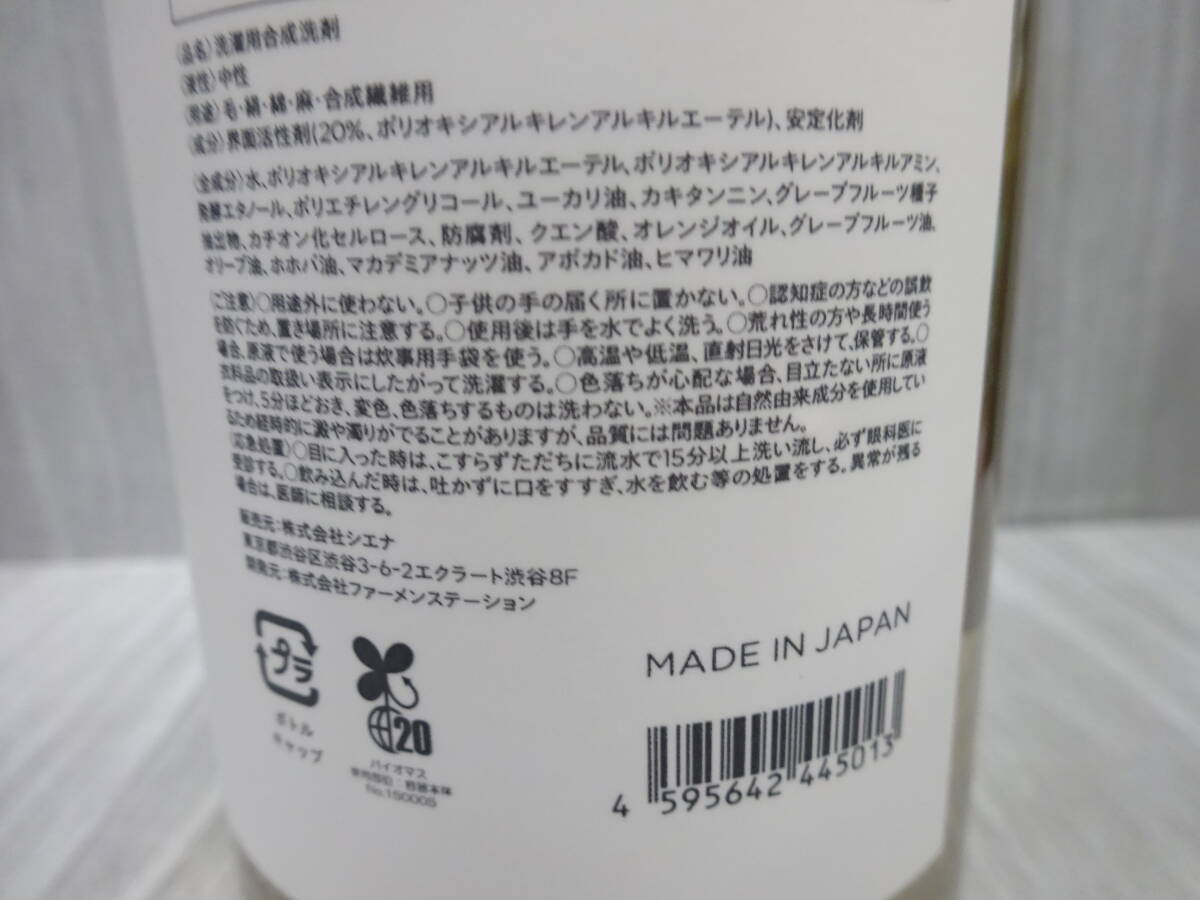 〈品名〉洗濯用合成洗剤
〈液性〉中性
〈用途〉毛・絹・綿・麻・合成繊維用
〈成分〉界面活性剤(20%、ポリオキシアルキレンアルキルエーテル)、安定化剤
〈全成分〉水、ポリオキシアルキレンアルキルエーテル、ポリオキシアルキレンアルキルアミン、
発酵エタノール、ポリエチレングリコール、ユーカリ油、カキタンニン、グレープフルーツ種子
抽出物、カチオン化セルロース、防腐剤、クエン酸、オレンジオイル、グレープフルーツ油、
オリーブ油、ホホバ油、マカデミアナッツ油、アボカド油、ヒマワリ油
〈ご注意〉○用途外に使わない。○子供の手の届く所に置かない。○認知症の方などの誤飲
を防ぐため、置き場所に注意する。○使用後は手を水でよく洗う。○荒れ性の方や長時間使う
場合、原液で使う場合は炊事用手袋を使う。○高温や低温、直射日光をさけて、保管する。○
衣料品の取扱い表示にしたがって洗濯する。○色落ちが心配な場合、目立たない所に原液
をつけ、5分ほどおき、変色、色落ちするものは洗わない。※本品は自然由来成分を使用してい
るため経時的に澱や濁りがでることがありますが、品質には問題ありません。
〈応急処置〉○目に入った時は、こすらずただちに流水で15分以上洗い流し、必ず眼科医に
受診する。○飲み込んだ時は、吐かずに口をすすぎ、水を飲む等の処置をする。異常が残る
場合は、医師に相談する。
販売元：株式会社シエナ
東京都渋谷区渋谷3-6-2エクラート渋谷8F
開発元：株式会社ファーメンステーション
プラ
ボトル
キャップ
20
バイオマス
使用部位：容器本体
No.150005
MADE IN JAPAN
4 595642 445013